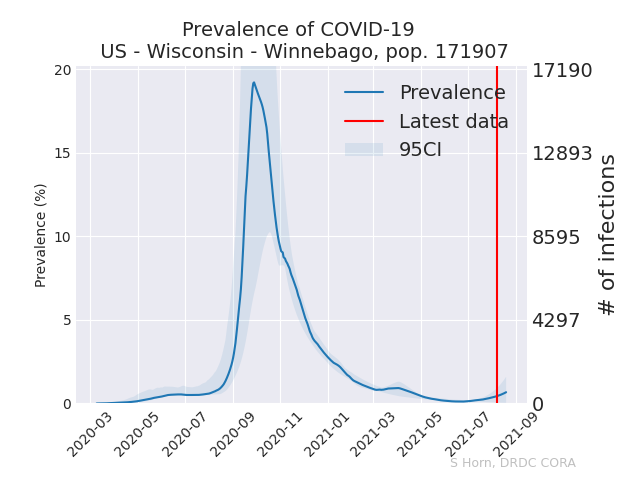 Prevalence of COVID-19
US - Wisconsin - Winnebago, pop. 171907
Prevalence (%)
20
15
10
5
0
Prevalence
Latest data
95CI
17190
12893
8595
4297
0
# of infections
2020-03
2020-05
2020-07
2020-09
2020-11
2021-01
2021-03
2021-05
2021-07
2021-09
S Horn, DRDC CORA